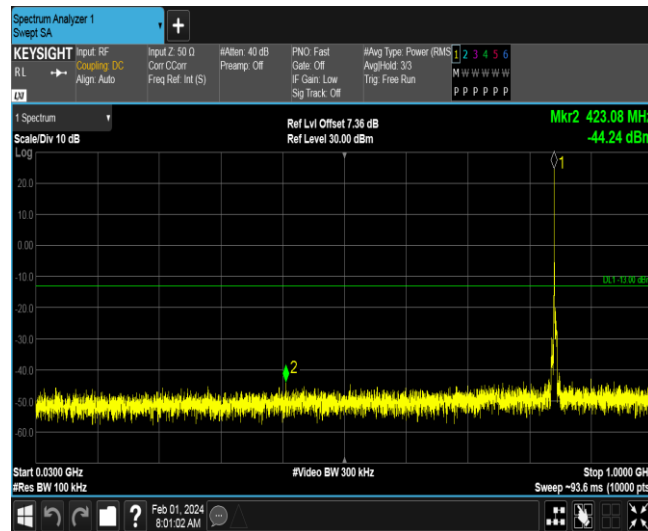 Spectrum Analyzer 1
Swept SA
KEYSIGHT
RL
LXI
Input: RF
Coupling: DC
Align: Auto
Input Z: 50 Ω
Corr CCorr
Freq Ref: Int (S)
#Atten: 40 dB
Preamp: Off
PNO: Fast
Gate: Off
IF Gain: Low
Sig Track: Off
#Avg Type: Power (RMS
Avg|Hold: 3/3
Trig: Free Run
1 2 3 4 5 6
M W W W W W
P P P P P P
1 Spectrum
Scale/Div 10 dB
Log
Ref Lvl Offset 7.36 dB
Ref Level 30.00 dBm
Mkr2 423.08 MHz
-44.24 dBm
1
20.0
10.0
0.00
-10.0
DL1 -13.00 dBm
-20.0
-30.0
-40.0
2
-50.0
-60.0
Start 0.0300 GHz
#Res BW 100 kHz
#Video BW 300 kHz
Stop 1.0000 GH
Sweep ~93.6 ms (10000 pts
?
Feb 01, 2024
8:01:02 AM